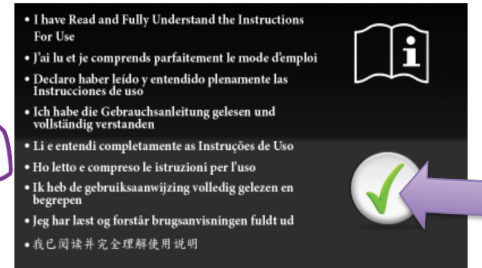 • I have Read and Fully Understand the Instructions
For Use
• J'ai lu et je comprends parfaitement le mode d'emploi
• Declaro haber leído y entendido plenamente las
Instrucciones de uso
• Ich habe die Gebrauchsanleitung gelesen und
vollständig verstanden
• Li e entendi completamente as Instruções de Uso
• Ho letto e compreso le istruzioni per l'uso
• Ik heb de gebruiksaanwijzing volledig gelezen en
begrepen
• Jeg har læst og forstår brugsanvisningen fuldt ud
• 我已阅读并完全理解使用说明
i